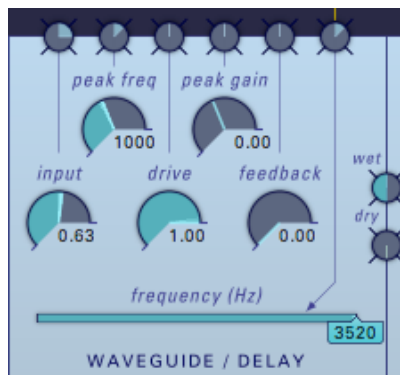 peak freq peak gain
1000 0.00
input drive feedback
wet
0.63 1.00 0.00
dry
frequency (Hz)
3520
WAVEGUIDE / DELAY